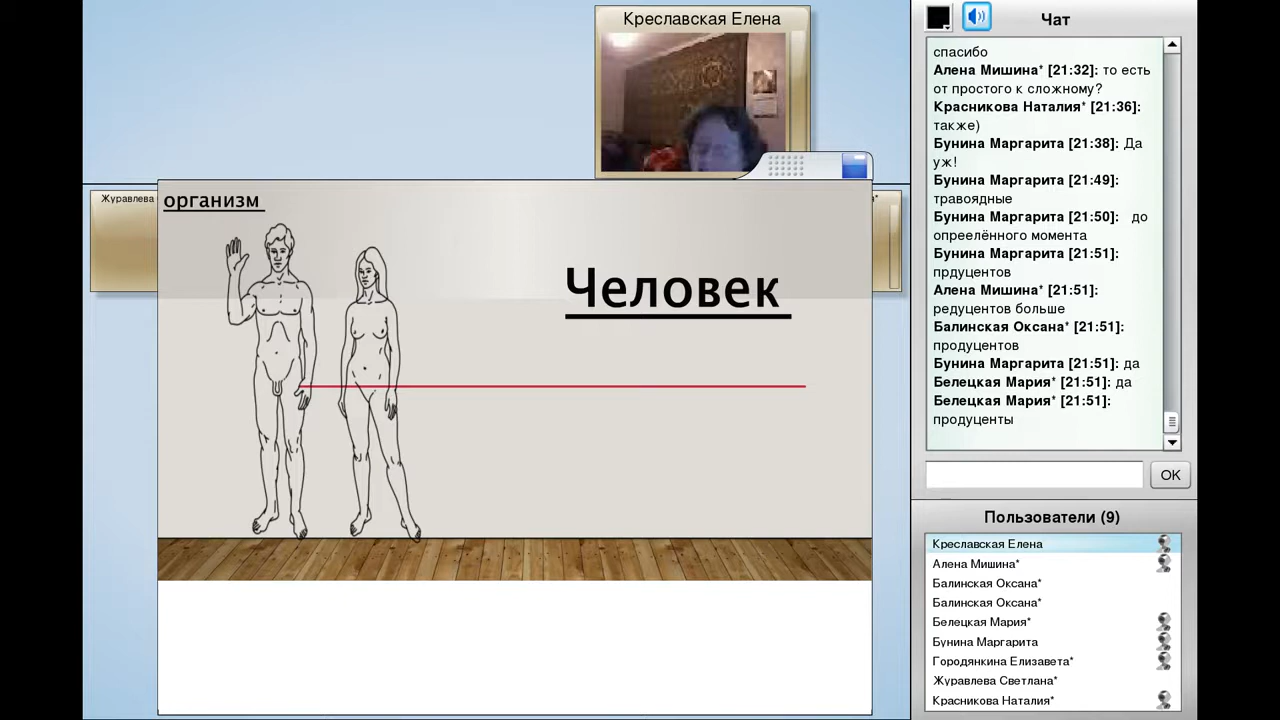 Креславская Елена
Журавлева
организм
Человек
Чат
спасибо
Алена Мишина* [21:32]: то есть
от простого к сложному?
Красникова Наталия* [21:36]:
также)
Бунина Маргарита [21:38]: Да
уж!
Бунина Маргарита [21:49]:
травоядные
Бунина Маргарита [21:50]: до
опреелённого момента
Бунина Маргарита [21:51]:
прдуцентов
Алена Мишина* [21:51]:
редуцентов больше
Балинская Оксана* [21:51]:
продуцентов
Бунина Маргарита [21:51]: да
Белецкая Мария* [21:51]: да
Белецкая Мария* [21:51]:
продуценты
OK
Пользователи (9)
Креславская Елена
Алена Мишина*
Балинская Оксана*
Балинская Оксана*
Белецкая Мария*
Бунина Маргарита
Городянкина Елизавета*
Журавлева Светлана*
Красникова Наталия*